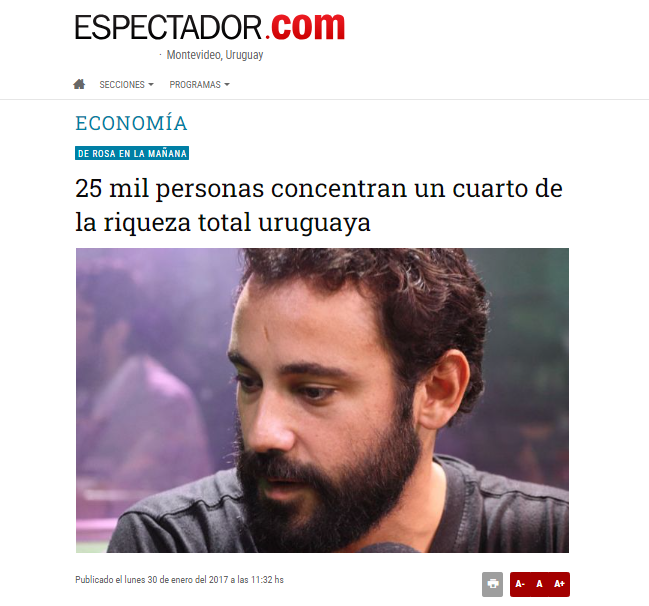 ESPECTADOR.com
· Montevideo, Uruguay
SECCIONES PROGRAMAS
ECONOMÍA
DE ROSA EN LA MAÑANA
25 mil personas concentran un cuarto de
la riqueza total uruguaya
Publicado el lunes 30 de enero del 2017 a las 11:32 hs
A- A A+